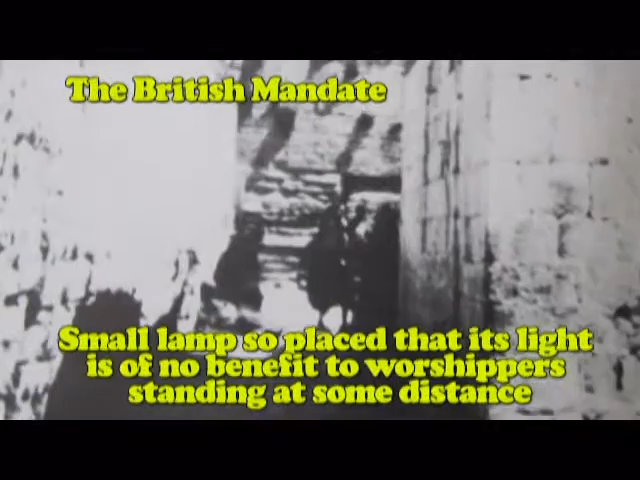 The British Mandate
Small lamp so placed that its light
is of no benefit to worshippers
standing at some distance